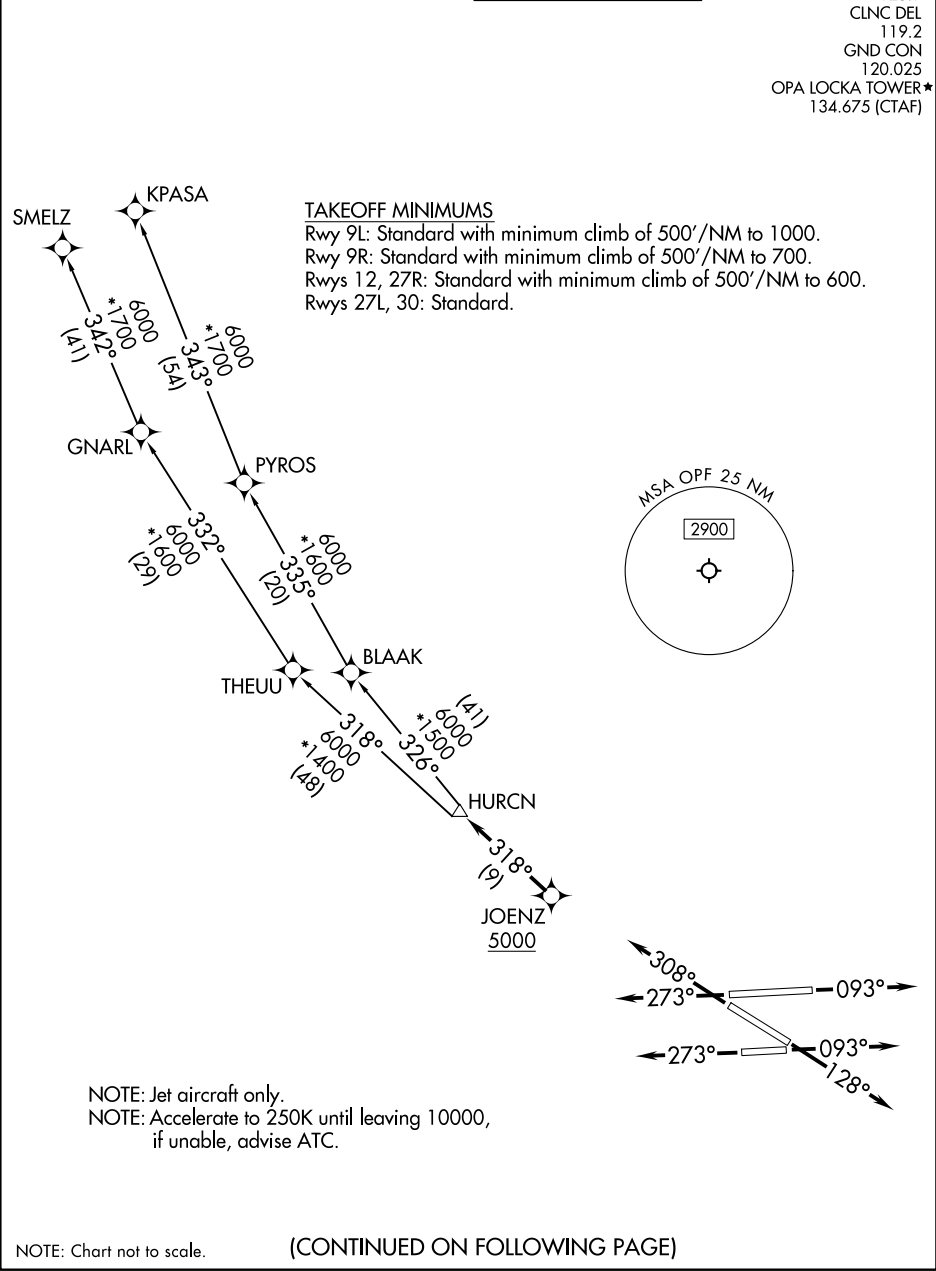 CLNC DEL
119.2
GND CON
120.025
OPA LOCKA TOWER★
134.675 (CTAF)
KPASA
SMELZ
TAKEOFF MINIMUMS
Rwy 9L: Standard with minimum climb of 500'/NM to 1000.
Rwy 9R: Standard with minimum climb of 500'/NM to 700.
Rwys 12, 27R: Standard with minimum climb of 500'/NM to 600.
Rwys 27L, 30: Standard.
6000
*1700
342°
(41)
6000
*1700
343°
(54)
GNARL
PYROS
MSA OPF 25 NM
2900
332°
6000
*1600
(29)
6000
*1600
335°
(20)
THEUU
BLAAK
318°
6000
*1400
(48)
(41)
6000
*1500
326°
HURCN
318°
(9)
JOENZ
5000
308°
273°
093°
273°
093°
128°
NOTE: Jet aircraft only.
NOTE: Accelerate to 250K until leaving 10000,
if unable, advise ATC.
NOTE: Chart not to scale.
(CONTINUED ON FOLLOWING PAGE)